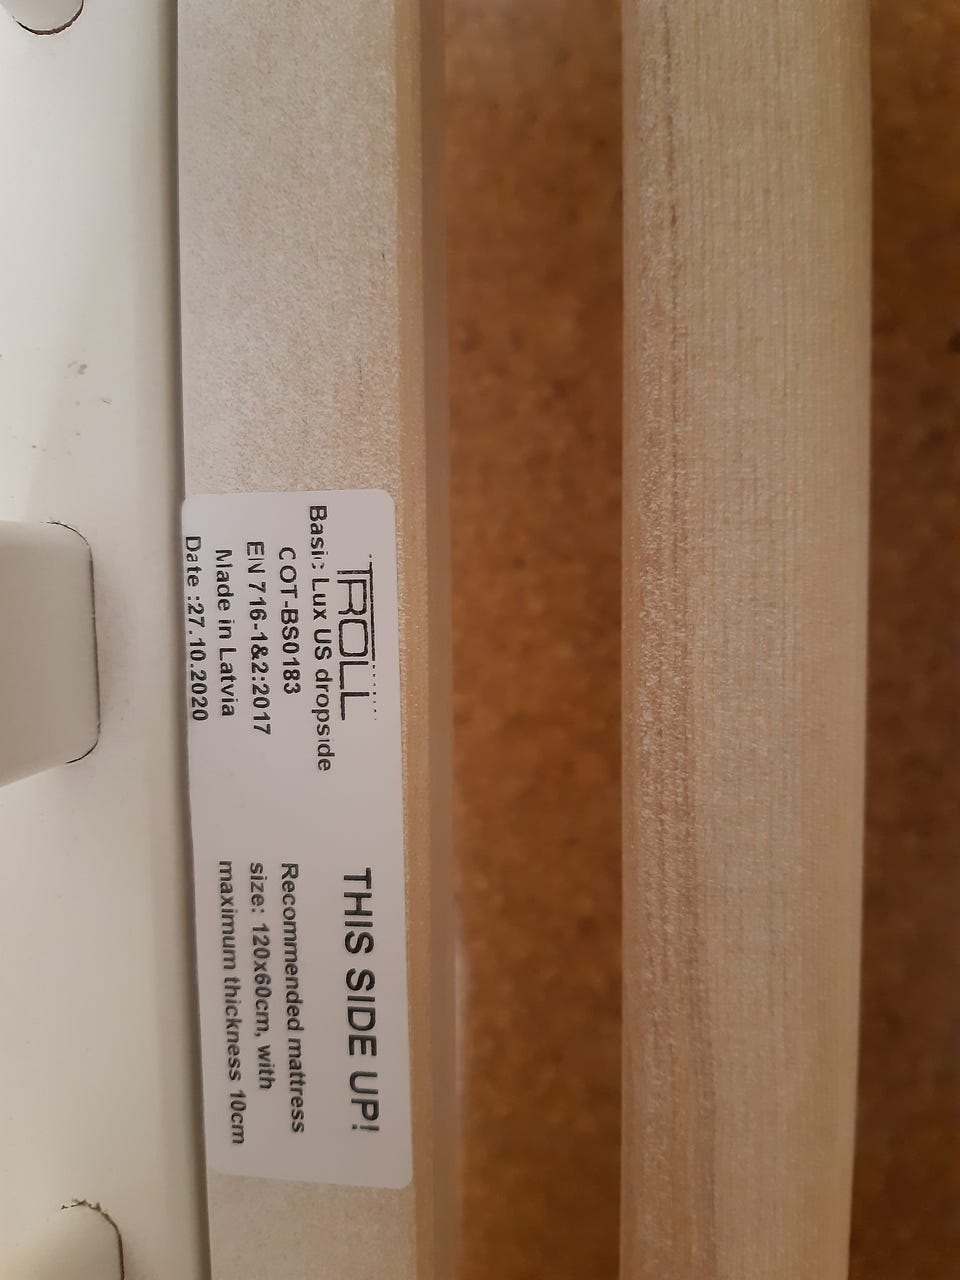 TROLL
Basic Lux US dropside
COT-BS0183
EN 716-1&2:2017
Made in Latvia
Date :27.10.2020
THIS SIDE UP!
Recommended mattress
size: 120x60cm, with
maximum thickness 10cm